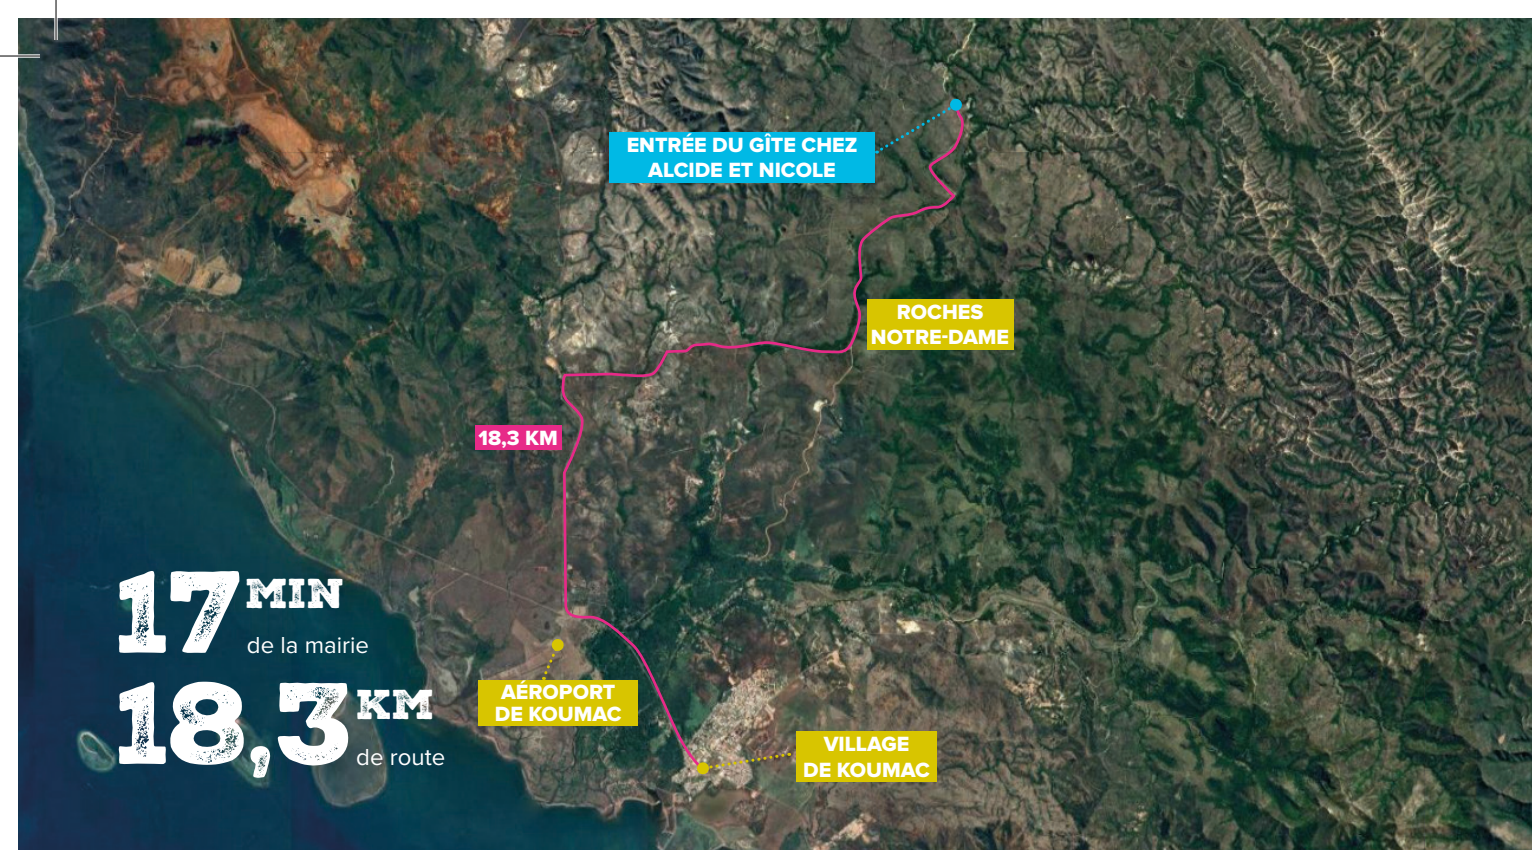 ENTRÉE DU GÎTE CHEZ
ALCIDE ET NICOLE
ROCHES
NOTRE-DAME
18,3 KM
17 MIN
de la mairie
18,3 KM
de route
AÉROPORT
DE KOUMAC
VILLAGE
DE KOUMAC